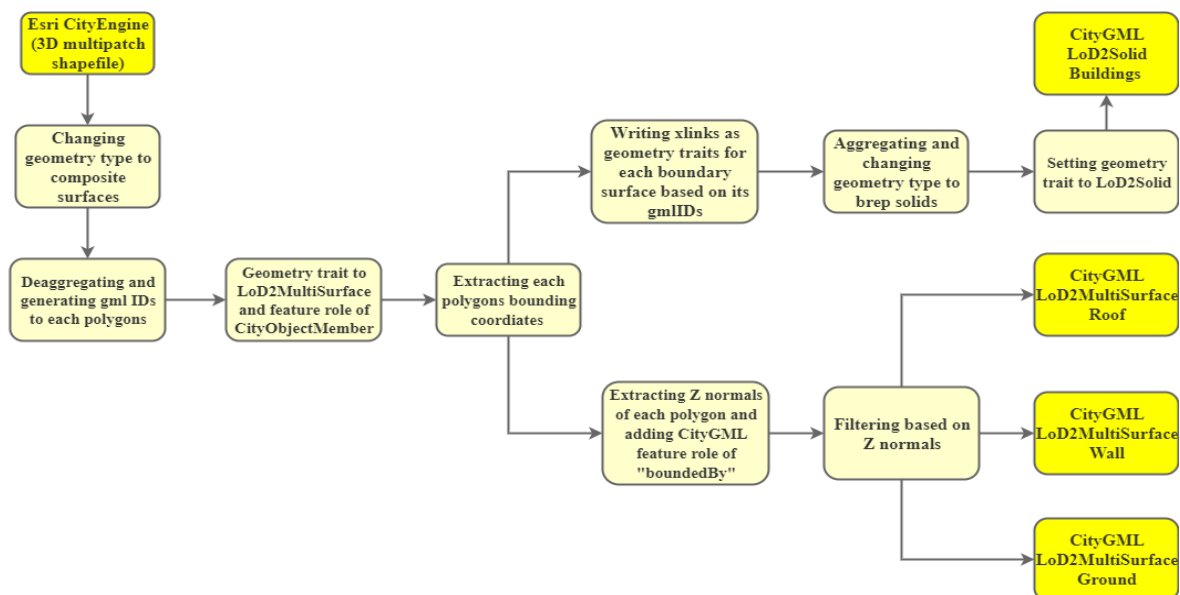 Esri CityEngine
(3D multipatch
shapefile)
Changing
geometry type to
composite
surfaces
Deaggregating and
generating gml IDs
to each polygons
Geometry trait to
LoD2MultiSurface
and feature role of
CityObjectMember
Extracting each
polygons bounding
coordiates
Writing xlinks as
geometry traits for
each boundary
surface based on its
gmlIDs
Aggregating and
changing
geometry type to
brep solids
Setting geometry
trait to LoD2Solid
CityGML
LoD2Solid
Buildings
Extracting Z normals
of each polygon and
adding CityGML
feature role of
"boundedBy"
Filtering based on
Z normals
CityGML
LoD2MultiSurface
Roof
CityGML
LoD2MultiSurface
Wall
CityGML
LoD2MultiSurface
Ground